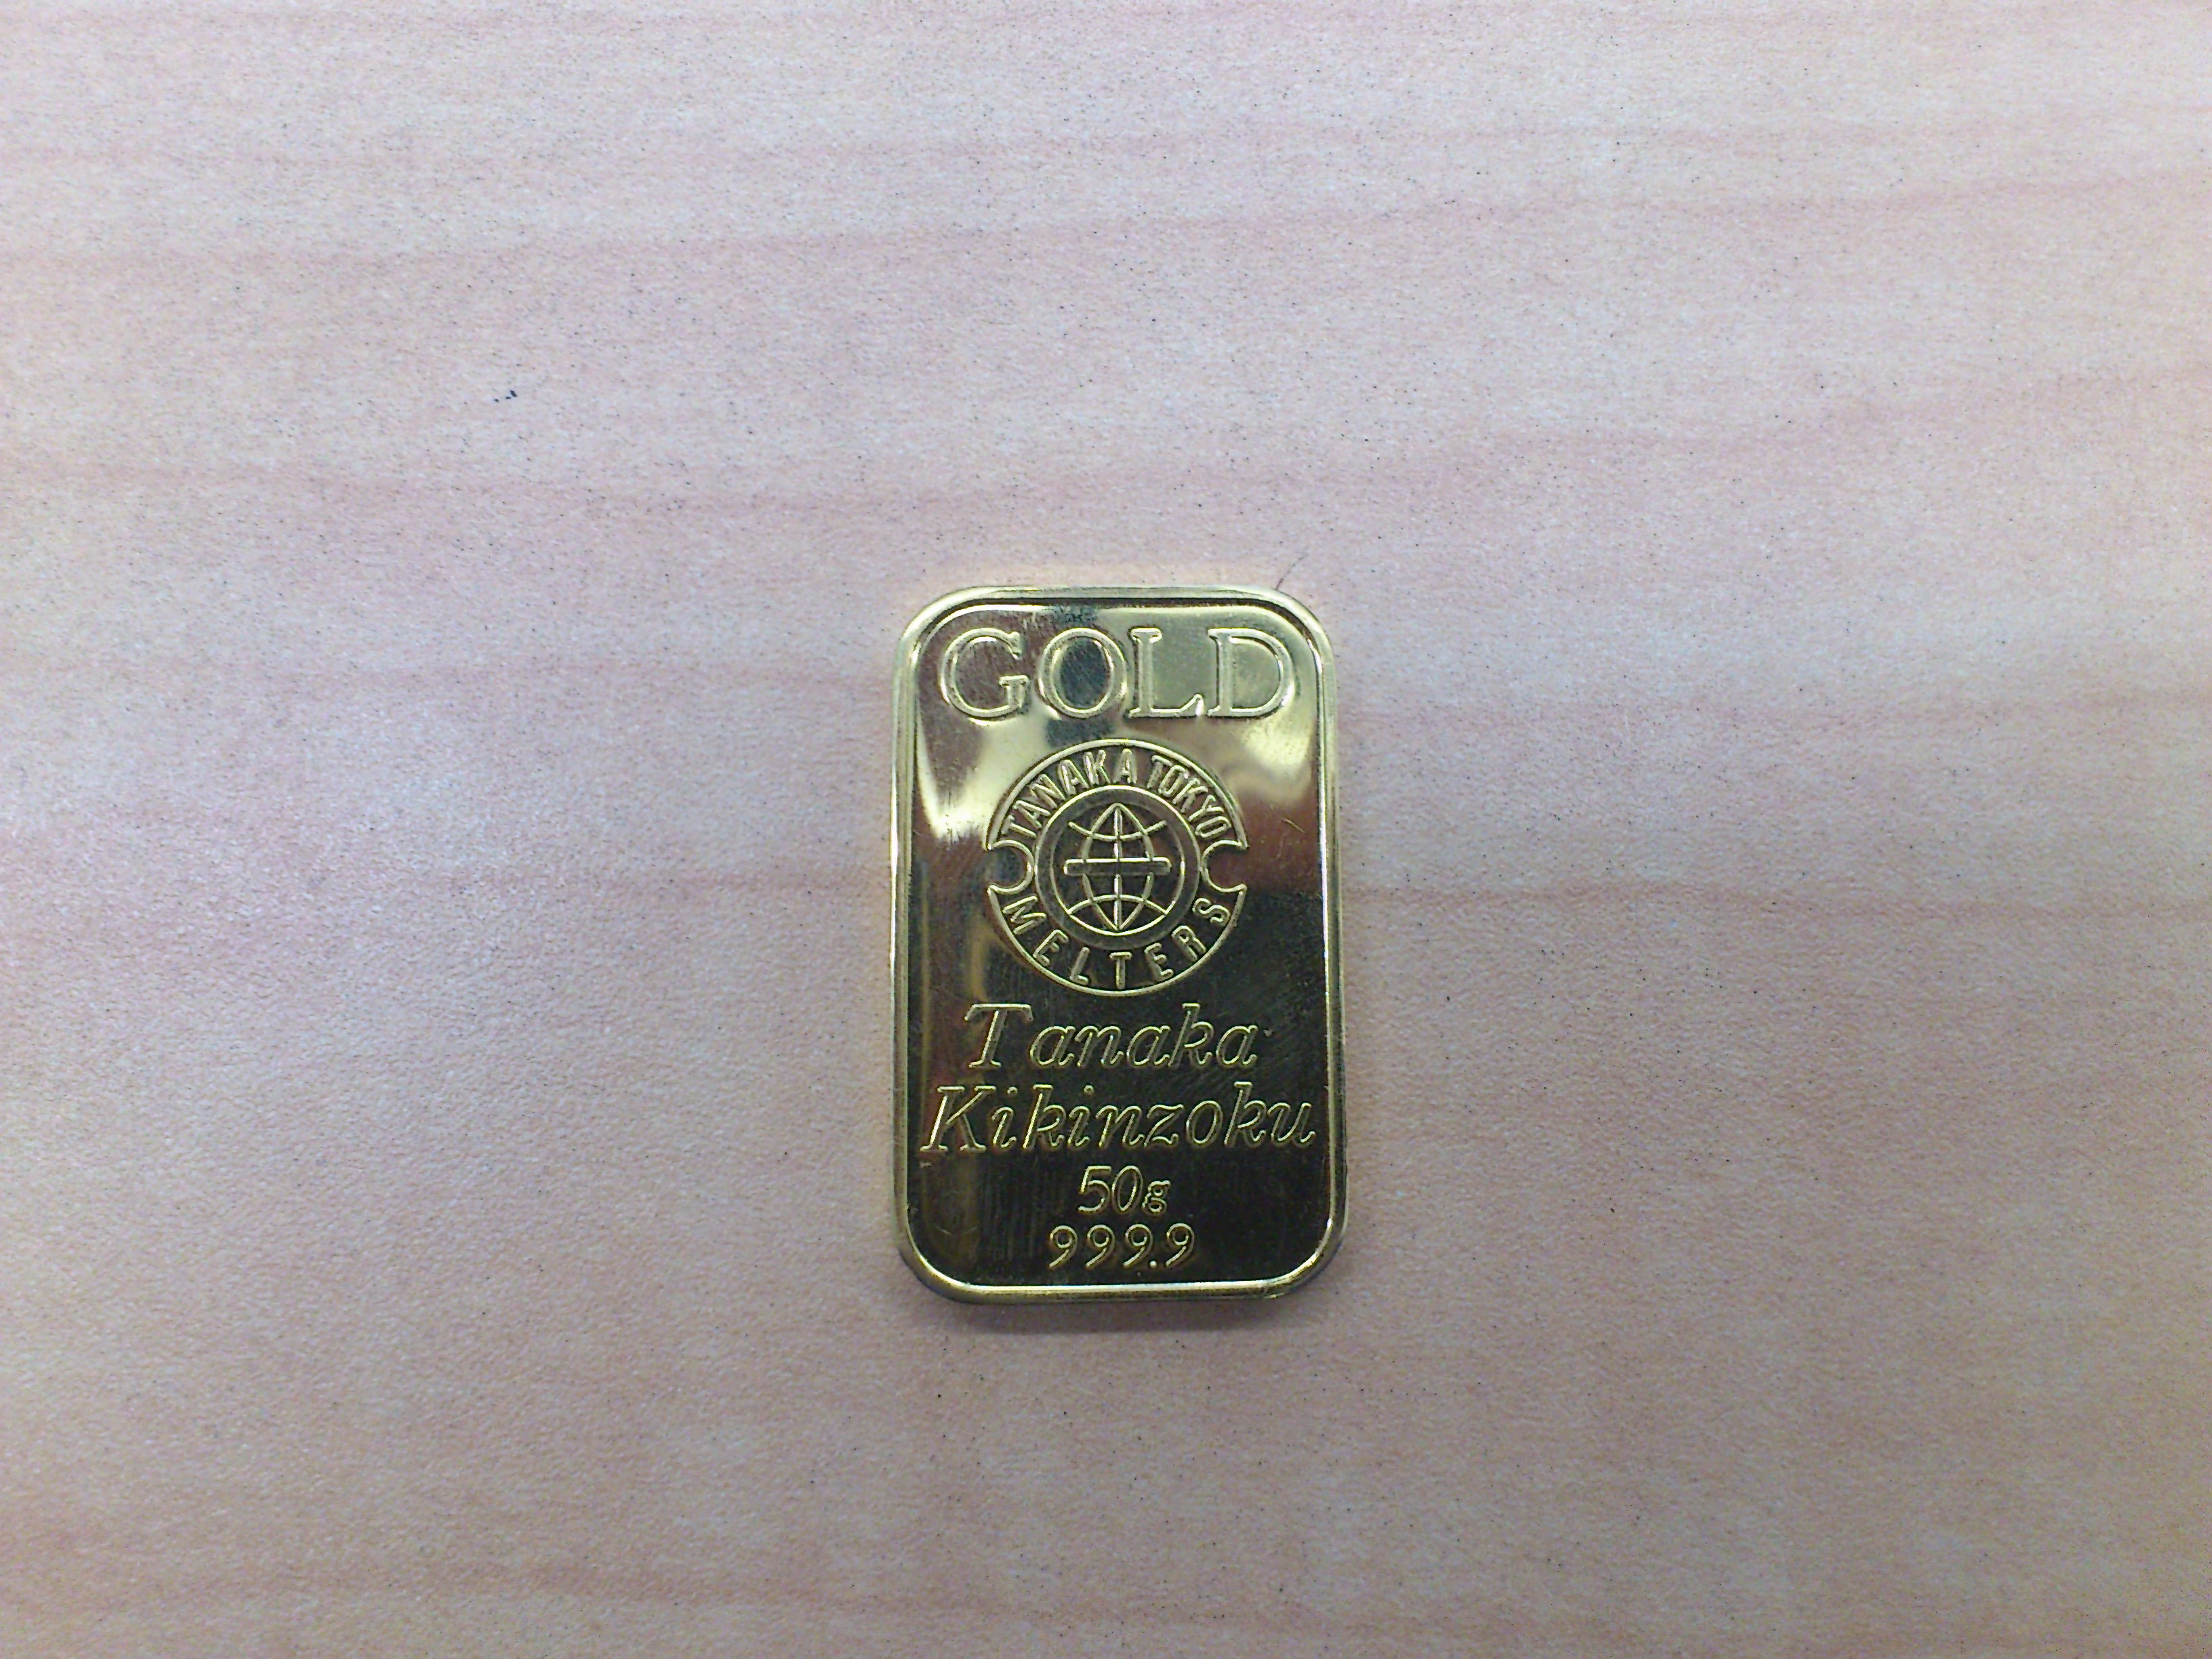 GOLD
TANAKA TOKYO
MELTERS
Tanaka
Kikinzoku
50g
999.9